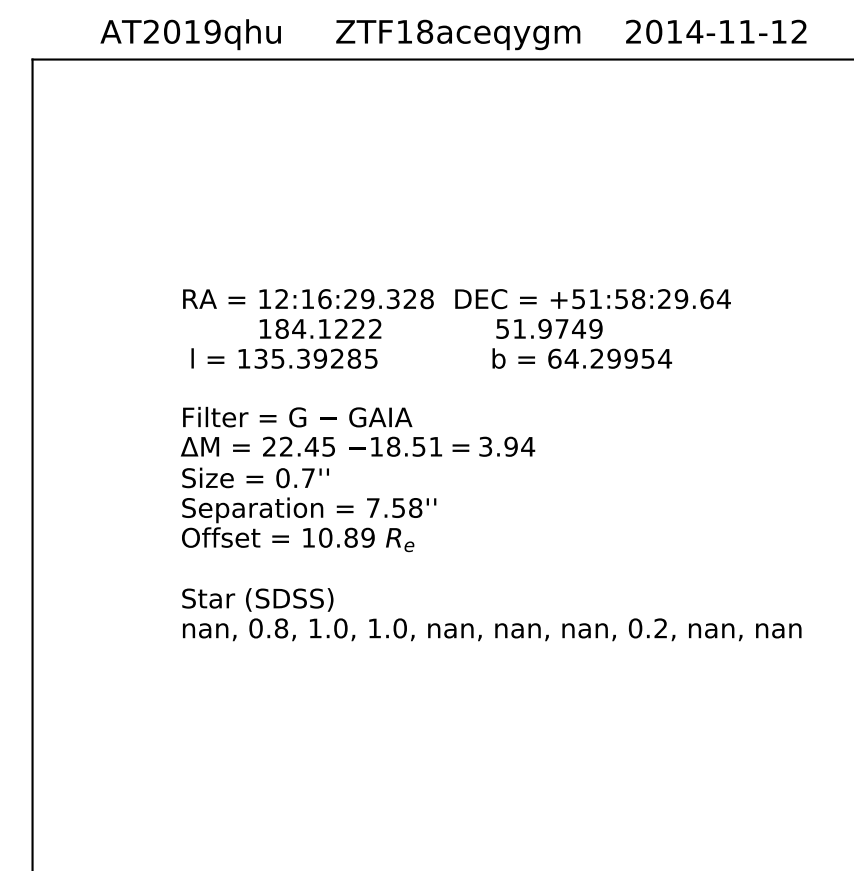 AT2019qhu ZTF18aceqygm 2014-11-12
RA = 12:16:29.328 DEC = +51:58:29.64
184.1222 51.9749
l = 135.39285 b = 64.29954
Filter = G − GAIA
ΔM = 22.45 −18.51 = 3.94
Size = 0.7''
Separation = 7.58''
Offset = 10.89 Rₑ
Star (SDSS)
nan, 0.8, 1.0, 1.0, nan, nan, nan, 0.2, nan, nan